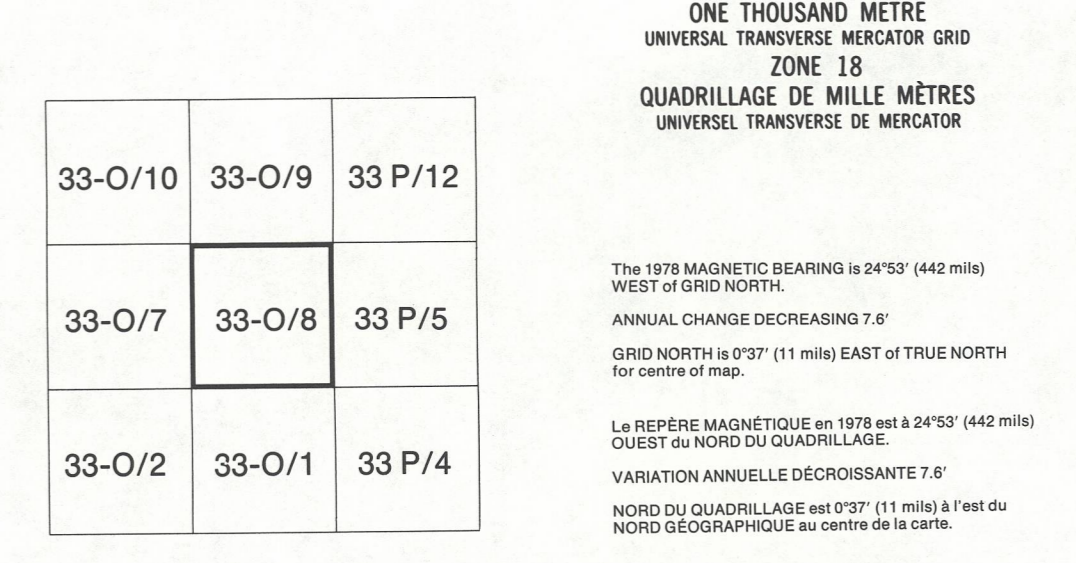 ONE THOUSAND METRE
UNIVERSAL TRANSVERSE MERCATOR GRID
ZONE 18
QUADRILLAGE DE MILLE MÈTRES
UNIVERSEL TRANSVERSE DE MERCATOR
33-O/10 33-O/9 33 P/12
33-O/7 33-O/8 33 P/5
33-O/2 33-O/1 33 P/4
The 1978 MAGNETIC BEARING is 24°53′ (442 mils)
WEST of GRID NORTH.
ANNUAL CHANGE DECREASING 7.6′
GRID NORTH is 0°37′ (11 mils) EAST of TRUE NORTH
for centre of map.
Le REPÈRE MAGNÉTIQUE en 1978 est à 24°53′ (442 mils)
OUEST du NORD DU QUADRILLAGE.
VARIATION ANNUELLE DÉCROISSANTE 7.6′
NORD DU QUADRILLAGE est 0°37′ (11 mils) à l'est du
NORD GÉOGRAPHIQUE au centre de la carte.